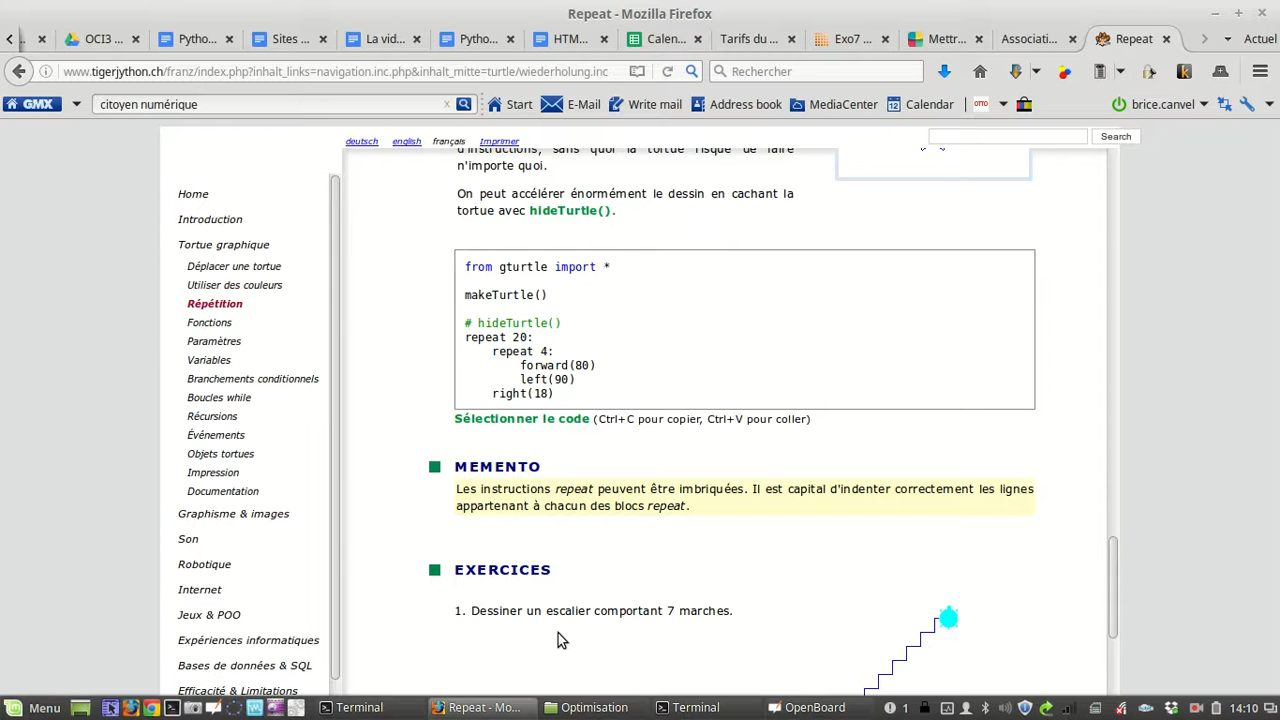 Repeat - Mozilla Firefox
OCI3 ...
Pytho...
Sites ...
La vid...
Pytho...
HTM...
Calen...
Tarifs du ...
Exo7 ...
Mettr...
Associati...
Repeat
Actuel
www.tigerjython.ch/franz/index.php?inhalt_links=navigation.inc.php&inhalt_mitte=turtle/wiederholung.inc
Rechercher
GMX
citoyen numérique
Start
E-Mail
Write mail
Address book
MediaCenter
Calendar
OTTO
brice.canvel
deutsch
english
français
Imprimer
Search
Home
Introduction
Tortue graphique
Déplacer une tortue
Utiliser des couleurs
Répétition
Fonctions
Paramètres
Variables
Branchements conditionnels
Boucles while
Récursions
Événements
Objets tortues
Impression
Documentation
Graphisme & images
Son
Robotique
Internet
Jeux & POO
Expériences informatiques
Bases de données & SQL
Efficacité & Limitations
d'instructions, sans quoi la tortue risque de faire
n'importe quoi.
On peut accélérer énormément le dessin en cachant la
tortue avec hideTurtle().
from gturtle import *
makeTurtle()
# hideTurtle()
repeat 20:
repeat 4:
forward(80)
left(90)
right(18)
Sélectionner le code (Ctrl+C pour copier, Ctrl+V pour coller)
MEMENTO
Les instructions repeat peuvent être imbriquées. Il est capital d'indenter correctement les lignes
appartenant à chacun des blocs repeat.
EXERCICES
1. Dessiner un escalier comportant 7 marches.
Menu
Terminal
Repeat - Mo...
Optimisation
Terminal
OpenBoard
14:10